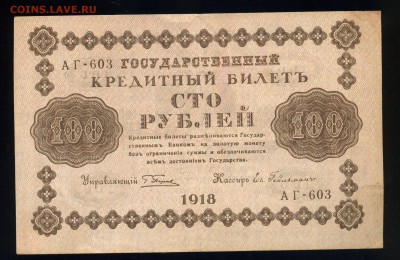 COINS.LAVE.RU
АГ-603 ГОСУДАРСТВЕННЫЙ
КРЕДИТНЫЙ БИЛЕТЪ
СТО
РУБЛЕЙ
100
100
Кредитные билеты размѣниваются Государ-
ственнымъ Банкомъ на золотую монету
безъ ограниченія суммы и обезпечиваются
всѣмъ достояніемъ Государства.
Управляющій
Кассиръ
АГ-603
1918